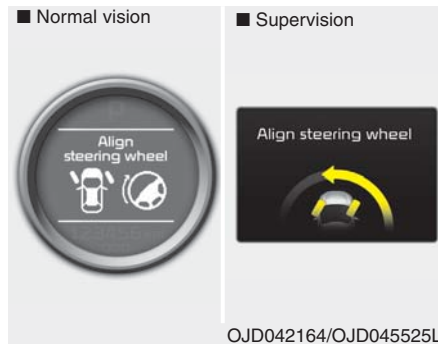 ■ Normal vision
■ Supervision
Align
steering wheel
Align steering wheel
OJD042164/OJD045525L